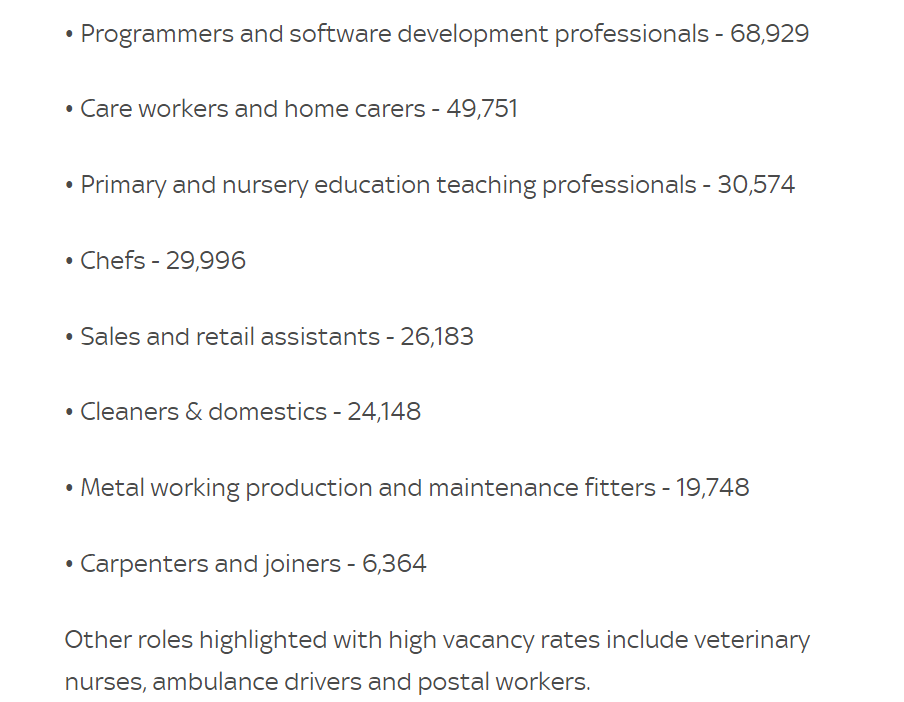 • Programmers and software development professionals - 68,929
• Care workers and home carers - 49,751
• Primary and nursery education teaching professionals - 30,574
• Chefs - 29,996
• Sales and retail assistants - 26,183
• Cleaners & domestics - 24,148
• Metal working production and maintenance fitters - 19,748
• Carpenters and joiners - 6,364
Other roles highlighted with high vacancy rates include veterinary
nurses, ambulance drivers and postal workers.